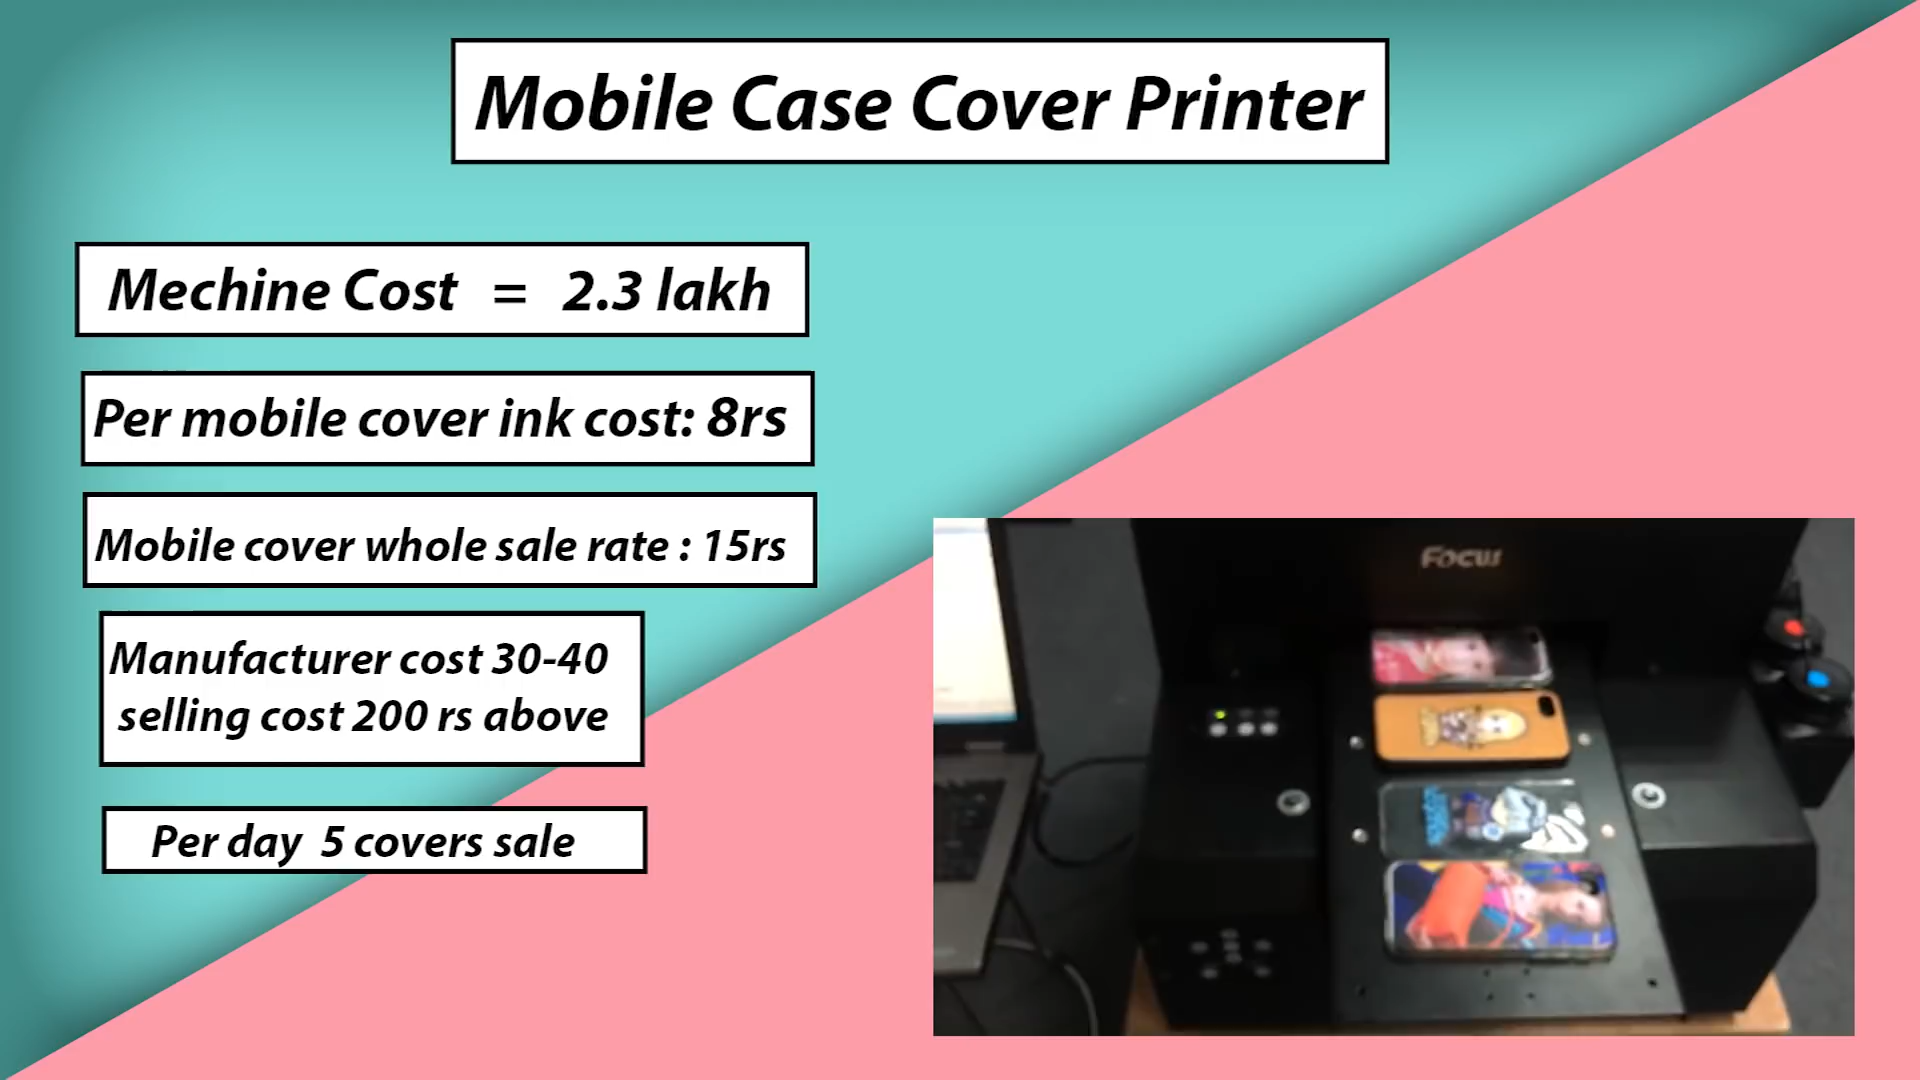 Mobile Case Cover Printer
Mechine Cost = 2.3 lakh
Per mobile cover ink cost: 8rs
Mobile cover whole sale rate : 15rs
Manufacturer cost 30-40
selling cost 200 rs above
Per day 5 covers sale
Focus